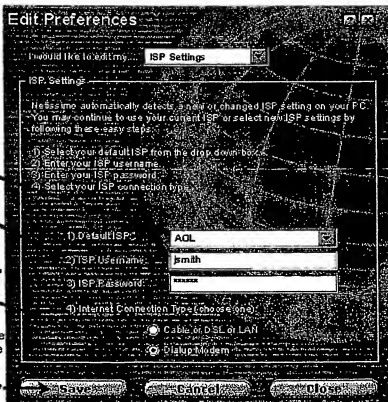 Edit Preferences
I would like to edit my... ISP Settings
ISP Settings
Netissime automatically detects a new or changed ISP setting on your PC.
You may continue to use your current ISP or select new ISP settings by
following these easy steps.
1) Select your default ISP from the drop down box.
2) Enter your ISP username.
3) Enter your ISP password.
4) Select your ISP connection type.
1) Default ISP: AOL
2) ISP Username: jsmith
3) ISP Password: ******
4) Internet Connection Type (choose one)
Cable or DSL or LAN
Dialup Modem
Save Cancel Close